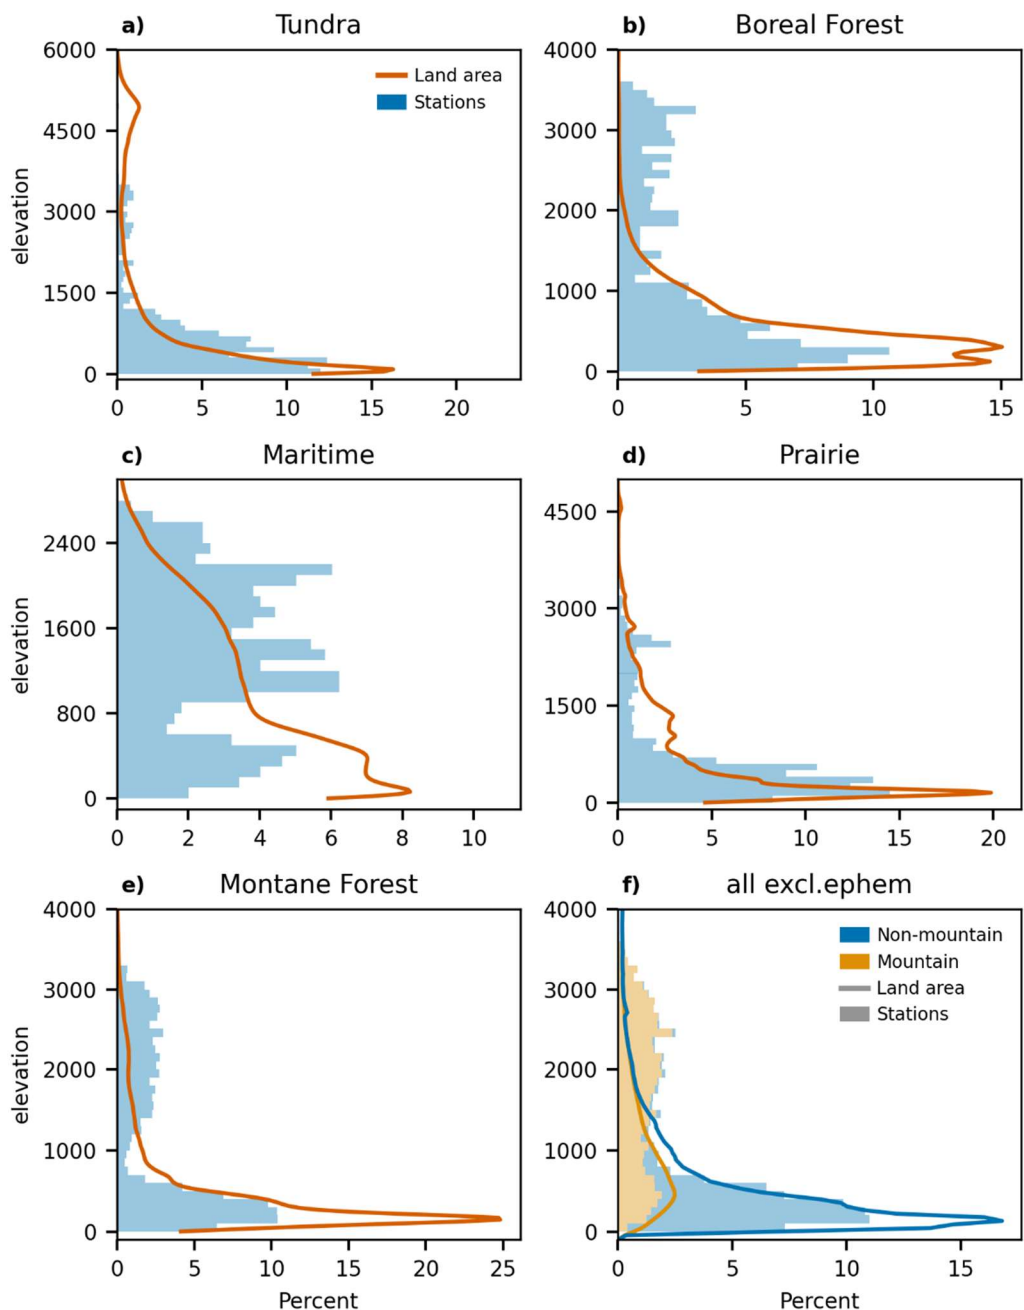 a) Tundra
6000
4500
3000
1500
0
elevation
Land area
Stations
0 5 10 15 20
b) Boreal Forest
4000
3000
2000
1000
0
0 5 10 15
c) Maritime
2400
1600
800
0
elevation
0 2 4 6 8 10
d) Prairie
4500
3000
1500
0
0 5 10 15 20
e) Montane Forest
4000
3000
2000
1000
0
elevation
0 5 10 15 20 25
Percent
f) all excl.ephem
4000
3000
2000
1000
0
Non-mountain
Mountain
Land area
Stations
0 5 10 15
Percent